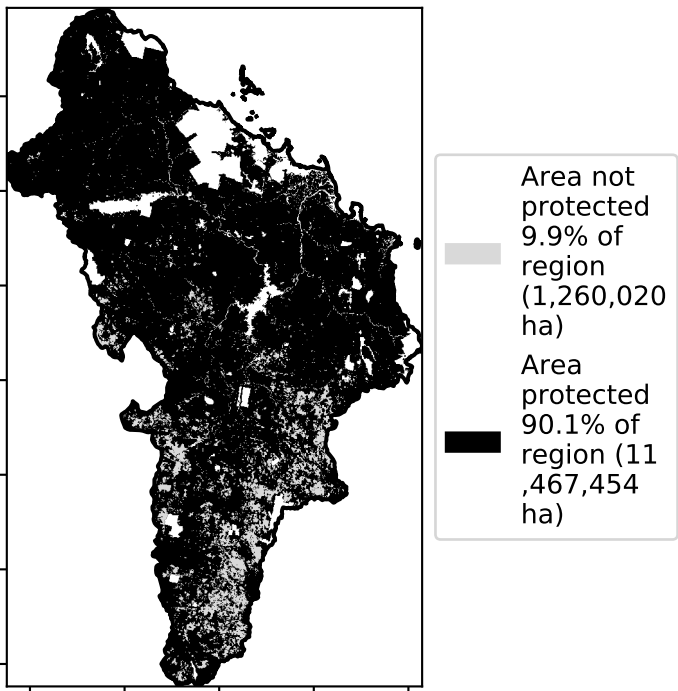 Area not
protected
9.9% of
region
(1,260,020
ha)
Area
protected
90.1% of
region (11
,467,454
ha)